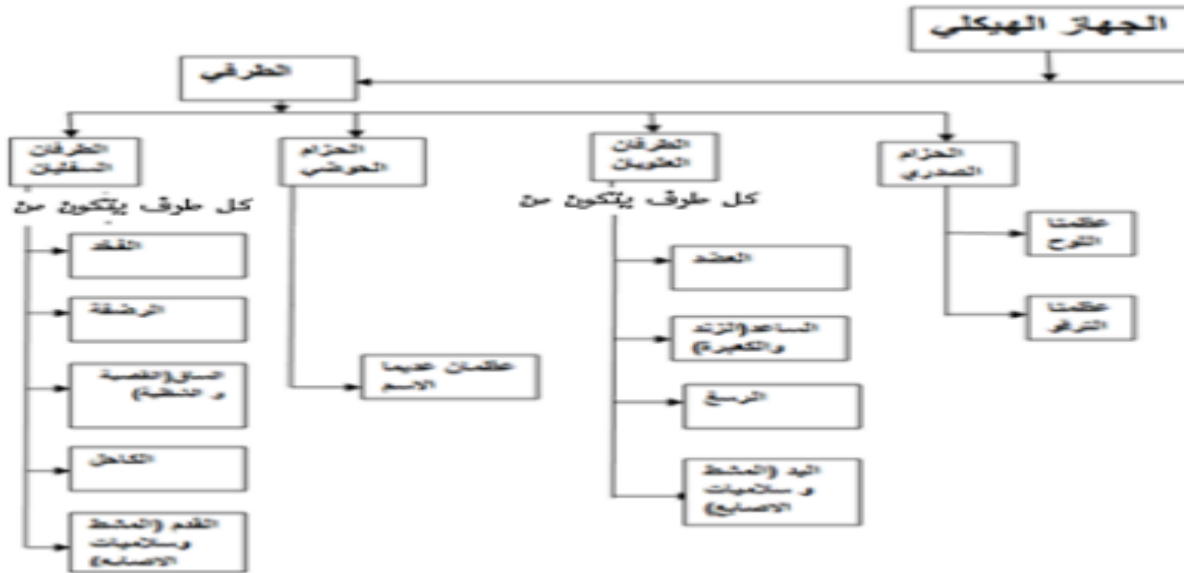 الجهاز الهيكلي
الطرفي
الحزام
الصدري
عظمتا
اللوح
عظمتا
الترقو
الطرفان
العلويان
كل طرف يتكون من
العضد
الساعد(الزند
والكعبرة)
الرسغ
اليد (المشط
و سلاميات
الاصابع)
الحزام
الحوضي
عظمان عديما
الاسم
الطرفان
السفليان
كل طرف يتكون من
الفخذ
الرضفة
الساق(القصبة
و الشظية)
الكاحل
القدم (المشط
وسلاميات
الاصابع)